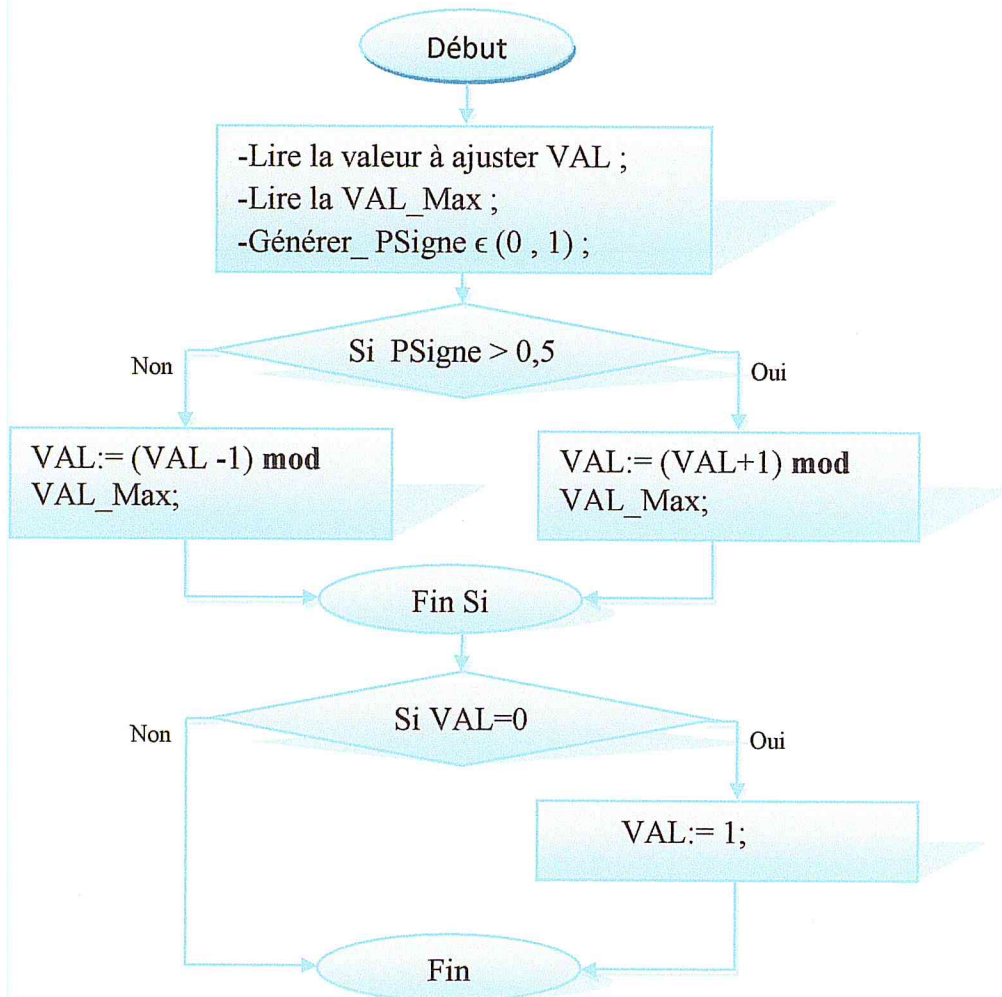 Début
-Lire la valeur à ajuster VAL ;
-Lire la VAL_Max ;
-Générer_ PSigne ϵ (0 , 1) ;
Si PSigne > 0,5
Non
Oui
VAL:= (VAL -1) mod
VAL_Max;
VAL:= (VAL+1) mod
VAL_Max;
Fin Si
Si VAL=0
Non
Oui
VAL:= 1;
Fin